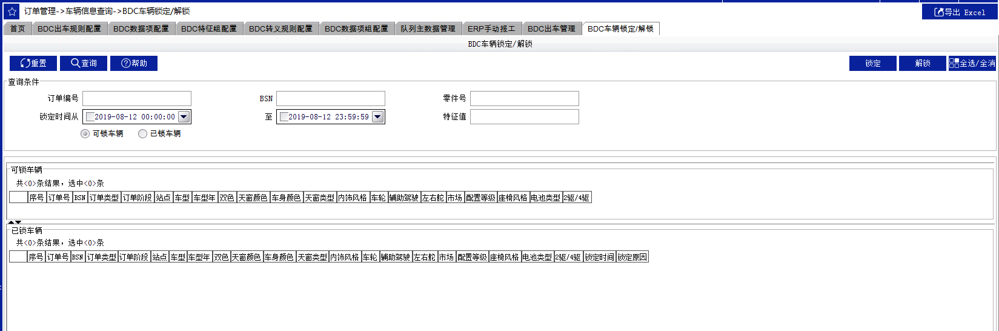 订单管理->车辆信息查询->BDC车辆锁定/解锁
导出 Excel
首页 BDC出车规则配置 BDC数据项配置 BDC特征组配置 BDC转义规则配置 BDC数据项组配置 队列主数据管理 ERP手动报工 BDC出车管理 BDC车辆锁定/解锁
BDC车辆锁定/解锁
重置 查询 帮助 锁定 解锁 全选/全消
查询条件
订单编号 BSN 零件号
锁定时间从 2019-08-12 00:00:00 至 2019-08-12 23:59:59 特征值
可锁车辆 已锁车辆
可锁车辆
共<0>条结果，选中<0>条
序号 订单号 BSN 订单类型 订单阶段 站点 车型 车型年 双色 天窗颜色 车身颜色 天窗类型 内饰风格 车轮 辅助驾驶 左右舵 市场 配置等级 座椅风格 电池类型 2驱/4驱
已锁车辆
共<0>条结果，选中<0>条
序号 订单号 BSN 订单类型 订单阶段 站点 车型 车型年 双色 天窗颜色 车身颜色 天窗类型 内饰风格 车轮 辅助驾驶 左右舵 市场 配置等级 座椅风格 电池类型 2驱/4驱 锁定时间 锁定原因